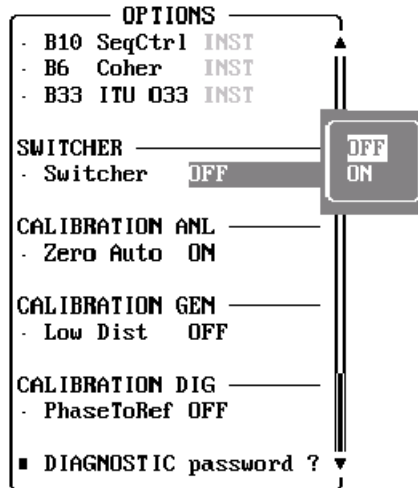 OPTIONS
B10 SeqCtrl INST
B6 Coher INST
B33 ITU O33 INST
SWITCHER
Switcher OFF
OFF
ON
CALIBRATION ANL
Zero Auto ON
CALIBRATION GEN
Low Dist OFF
CALIBRATION DIG
PhaseToRef OFF
DIAGNOSTIC password ?